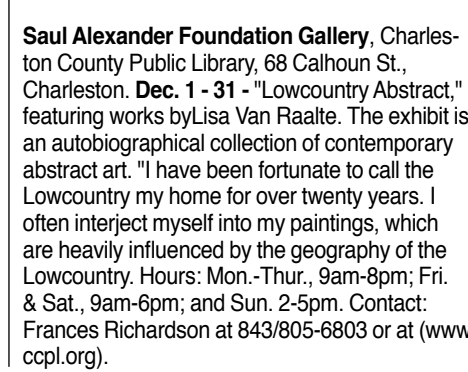 Saul Alexander Foundation Gallery, Charles-
ton County Public Library, 68 Calhoun St.,
Charleston. Dec. 1 - 31 - "Lowcountry Abstract,"
featuring works byLisa Van Raalte. The exhibit is
an autobiographical collection of contemporary
abstract art. "I have been fortunate to call the
Lowcountry my home for over twenty years. I
often interject myself into my paintings, which
are heavily influenced by the geography of the
Lowcountry. Hours: Mon.-Thur., 9am-8pm; Fri.
& Sat., 9am-6pm; and Sun. 2-5pm. Contact:
Frances Richardson at 843/805-6803 or at (www
ccpl.org).